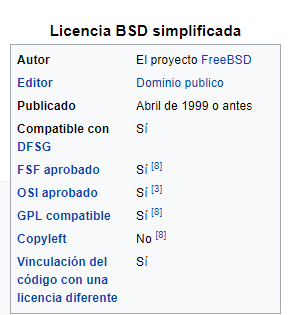 Licencia BSD simplificada
Autor El proyecto FreeBSD
Editor Dominio publico
Publicado Abril de 1999 o antes
Compatible con Sí
DFSG
FSF aprobado Sí [8]
OSI aprobado Sí [3]
GPL compatible Sí [8]
Copyleft No [8]
Vinculación del Sí
código con una
licencia diferente